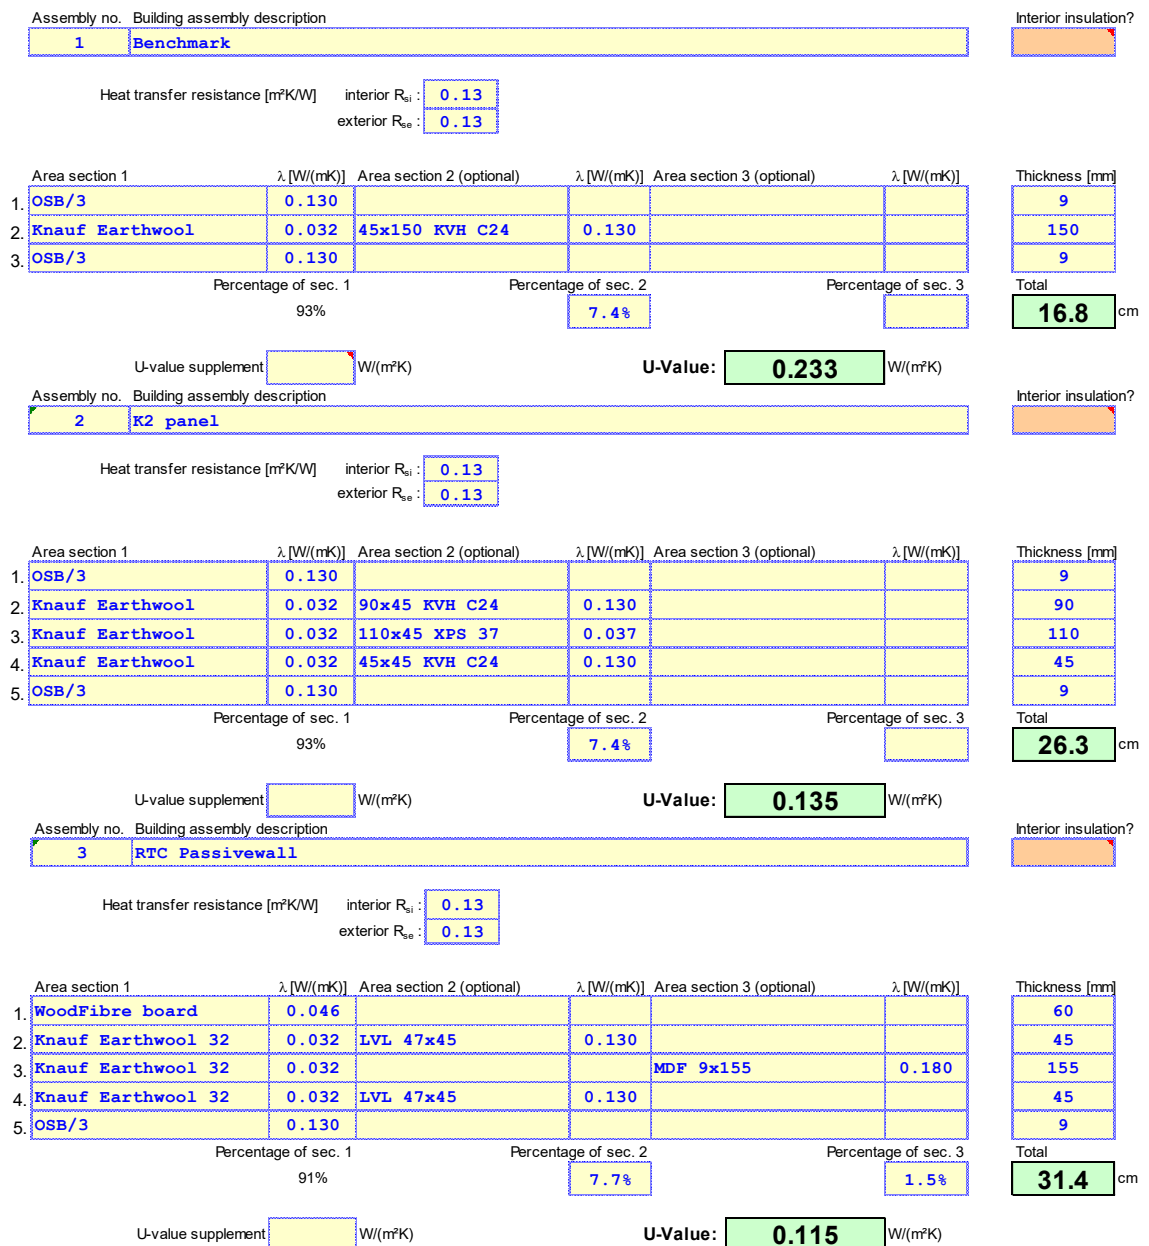 Assembly no. Building assembly description Interior insulation?
1 Benchmark
Heat transfer resistance [m²K/W] interior Rsi : 0.13
exterior Rse : 0.13
Area section 1 λ [W/(mK)] Area section 2 (optional) λ [W/(mK)] Area section 3 (optional) λ [W/(mK)] Thickness [mm]
1. OSB/3 0.130 9
2. Knauf Earthwool 0.032 45x150 KVH C24 0.130 150
3. OSB/3 0.130 9
Percentage of sec. 1 Percentage of sec. 2 Percentage of sec. 3 Total
93% 7.4% 16.8 cm
U-value supplement W/(m²K) U-Value: 0.233 W/(m²K)
Assembly no. Building assembly description Interior insulation?
2 K2 panel
Heat transfer resistance [m²K/W] interior Rsi : 0.13
exterior Rse : 0.13
Area section 1 λ [W/(mK)] Area section 2 (optional) λ [W/(mK)] Area section 3 (optional) λ [W/(mK)] Thickness [mm]
1. OSB/3 0.130 9
2. Knauf Earthwool 0.032 90x45 KVH C24 0.130 90
3. Knauf Earthwool 0.032 110x45 XPS 37 0.037 110
4. Knauf Earthwool 0.032 45x45 KVH C24 0.130 45
5. OSB/3 0.130 9
Percentage of sec. 1 Percentage of sec. 2 Percentage of sec. 3 Total
93% 7.4% 26.3 cm
U-value supplement W/(m²K) U-Value: 0.135 W/(m²K)
Assembly no. Building assembly description Interior insulation?
3 RTC Passivewall
Heat transfer resistance [m²K/W] interior Rsi : 0.13
exterior Rse : 0.13
Area section 1 λ [W/(mK)] Area section 2 (optional) λ [W/(mK)] Area section 3 (optional) λ [W/(mK)] Thickness [mm]
1. WoodFibre board 0.046 60
2. Knauf Earthwool 32 0.032 LVL 47x45 0.130 45
3. Knauf Earthwool 32 0.032 MDF 9x155 0.180 155
4. Knauf Earthwool 32 0.032 LVL 47x45 0.130 45
5. OSB/3 0.130 9
Percentage of sec. 1 Percentage of sec. 2 Percentage of sec. 3 Total
91% 7.7% 1.5% 31.4 cm
U-value supplement W/(m²K) U-Value: 0.115 W/(m²K)